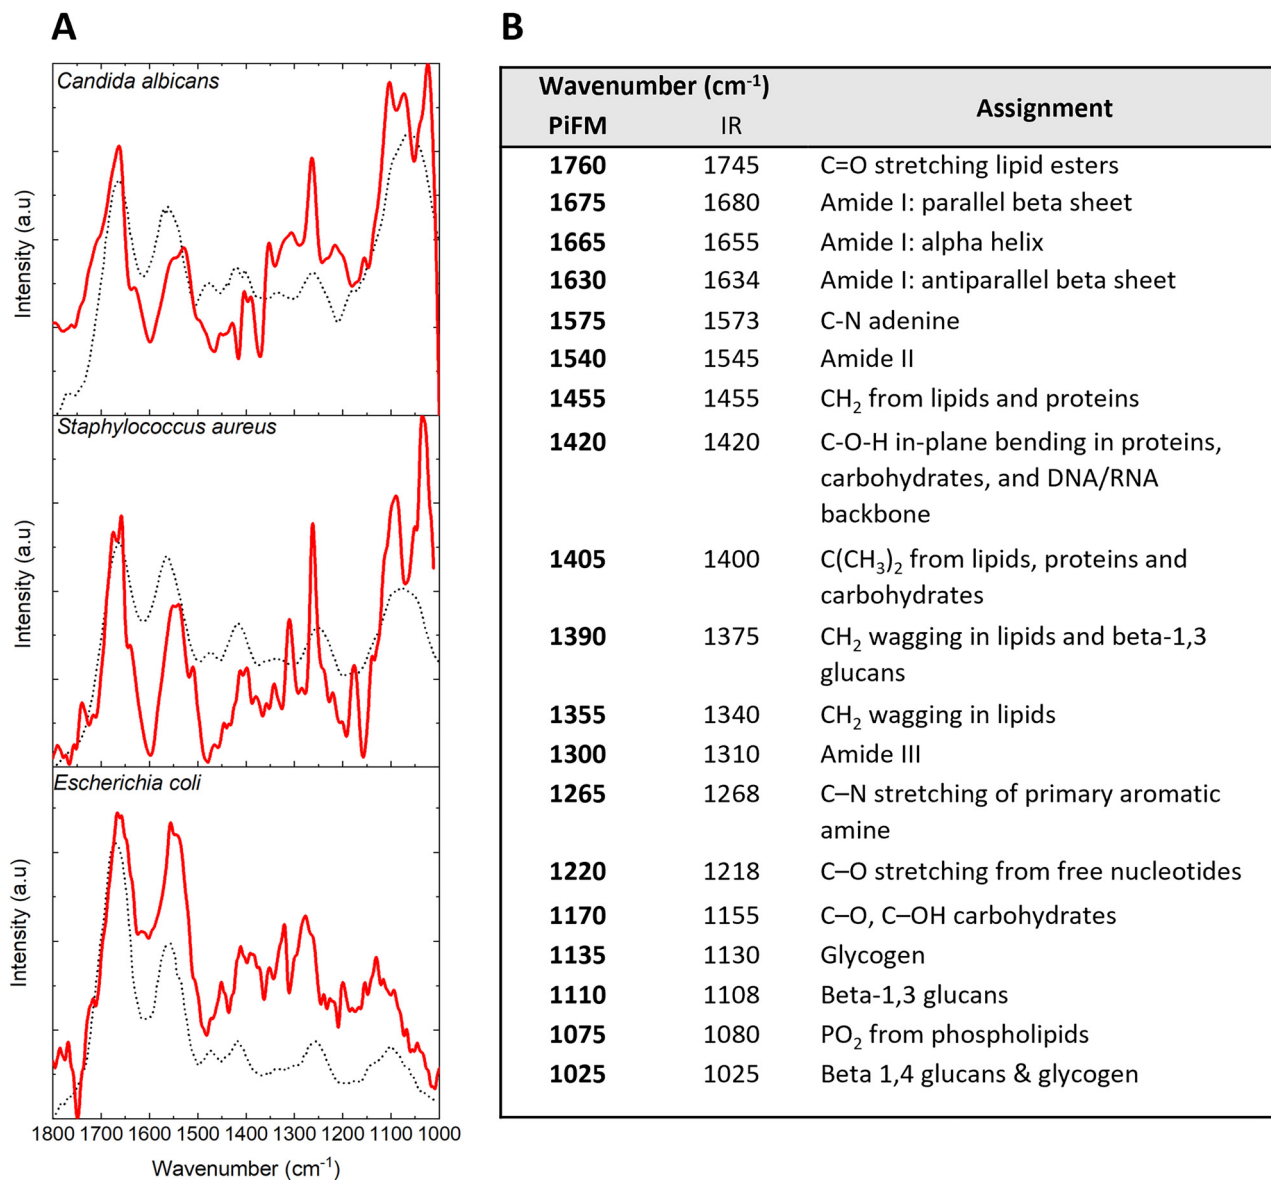 A
Candida albicans
Intensity (a.u)
Staphylococcus aureus
Intensity (a.u)
Escherichia coli
Intensity (a.u)
1800 1700 1600 1500 1400 1300 1200 1100 1000
Wavenumber (cm⁻¹)
B
Wavenumber (cm⁻¹)
PiFM IR Assignment
1760 1745 C=O stretching lipid esters
1675 1680 Amide I: parallel beta sheet
1665 1655 Amide I: alpha helix
1630 1634 Amide I: antiparallel beta sheet
1575 1573 C-N adenine
1540 1545 Amide II
1455 1455 CH₂ from lipids and proteins
1420 1420 C-O-H in-plane bending in proteins,
carbohydrates, and DNA/RNA
backbone
1405 1400 C(CH₃)₂ from lipids, proteins and
carbohydrates
1390 1375 CH₂ wagging in lipids and beta-1,3
glucans
1355 1340 CH₂ wagging in lipids
1300 1310 Amide III
1265 1268 C–N stretching of primary aromatic
amine
1220 1218 C–O stretching from free nucleotides
1170 1155 C–O, C–OH carbohydrates
1135 1130 Glycogen
1110 1108 Beta-1,3 glucans
1075 1080 PO₂ from phospholipids
1025 1025 Beta 1,4 glucans & glycogen